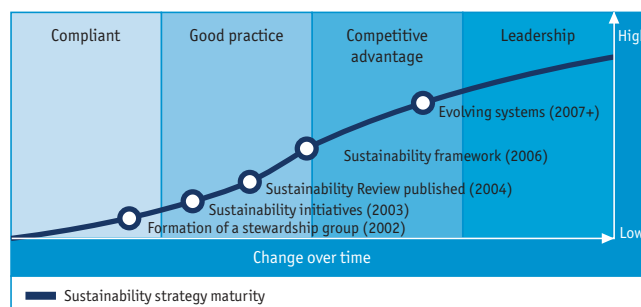 Compliant
Good practice
Competitive
advantage
Leadership
High
Evolving systems (2007+)
Sustainability framework (2006)
Sustainability Review published (2004)
Sustainability initiatives (2003)
Formation of a stewardship group (2002)
Low
Change over time
Sustainability strategy maturity